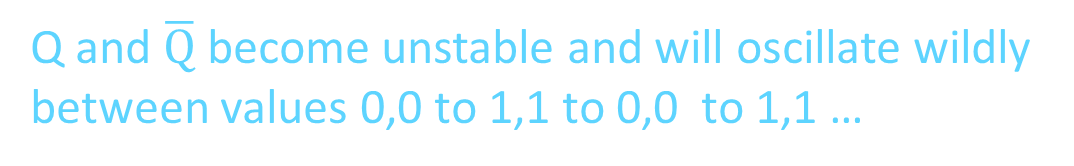 Q and Q̅ become unstable and will oscillate wildly
between values 0,0 to 1,1 to 0,0  to 1,1 ...